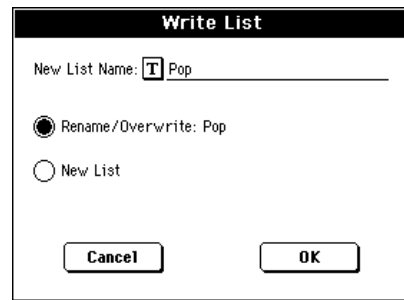 Write List
New List Name: T Pop
Rename/Overwrite: Pop
New List
Cancel OK